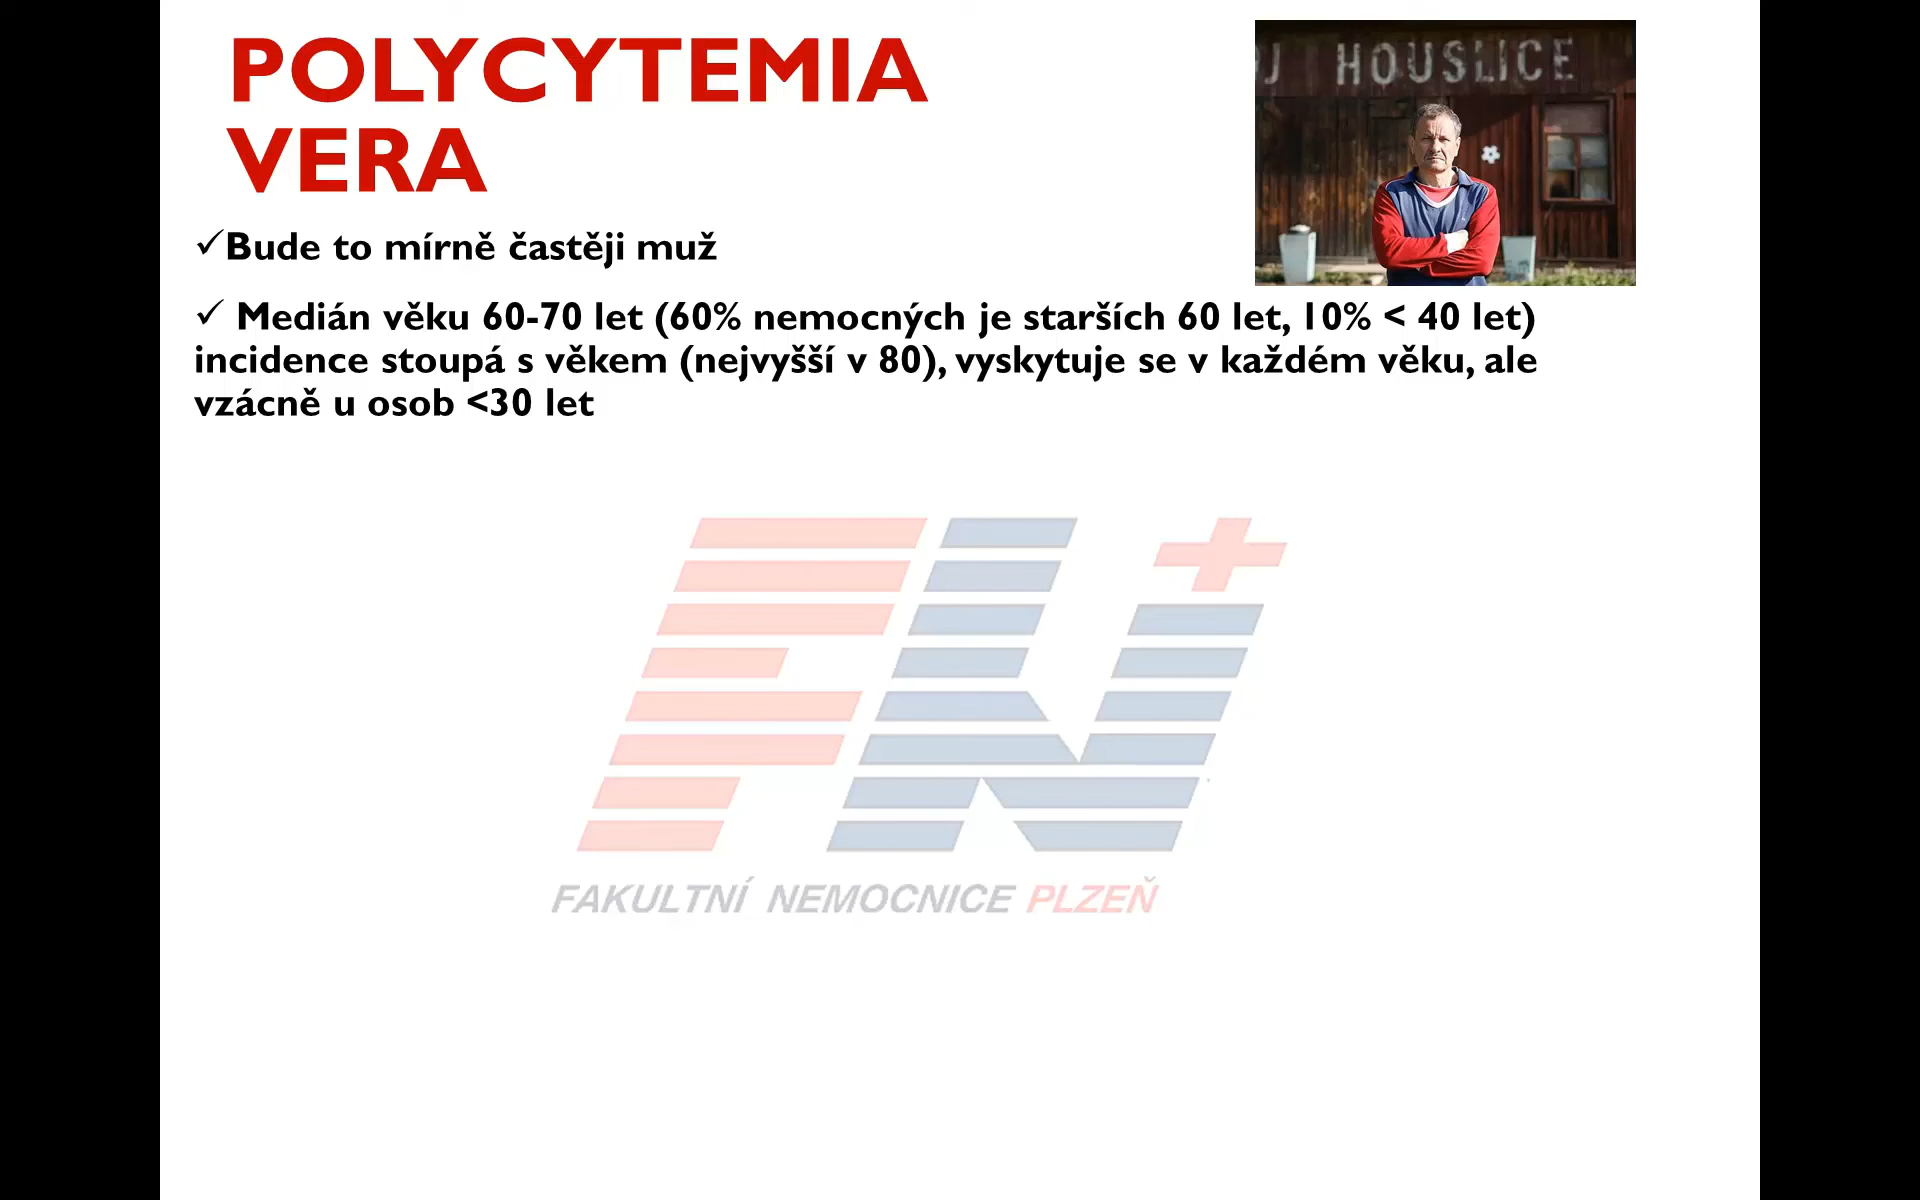 POLYCYTEMIA
VERA
J HOUSLICE
✓Bude to mírně častěji muž
✓ Medián věku 60-70 let (60% nemocných je starších 60 let, 10% < 40 let)
incidence stoupá s věkem (nejvyšší v 80), vyskytuje se v každém věku, ale
vzácně u osob <30 let
FAKULTNÍ NEMOCNICE PLZEŇ